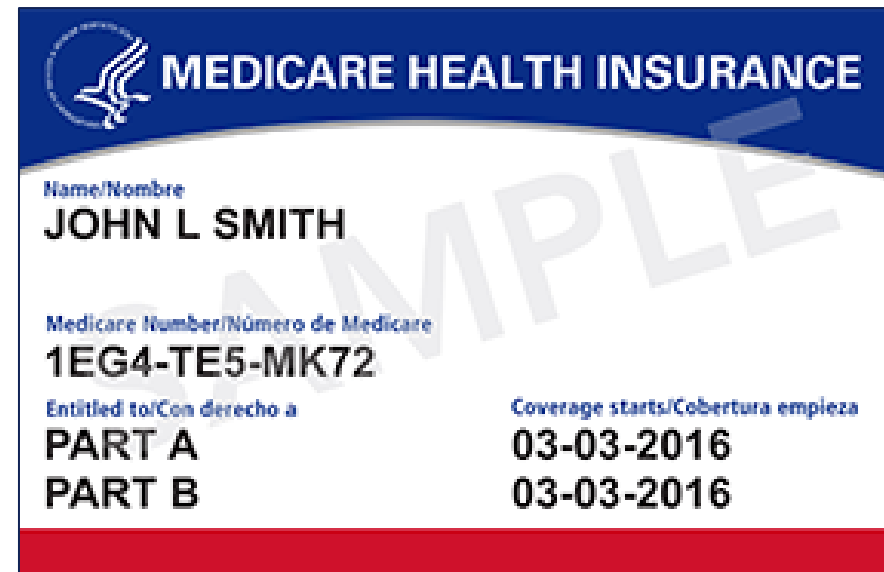 MEDICARE HEALTH INSURANCE
Name/Nombre
JOHN L SMITH
Medicare Number/Número de Medicare
1EG4-TE5-MK72
Entitled to/Con derecho a
Coverage starts/Cobertura empieza
PART A
03-03-2016
PART B
03-03-2016
SAMPLE